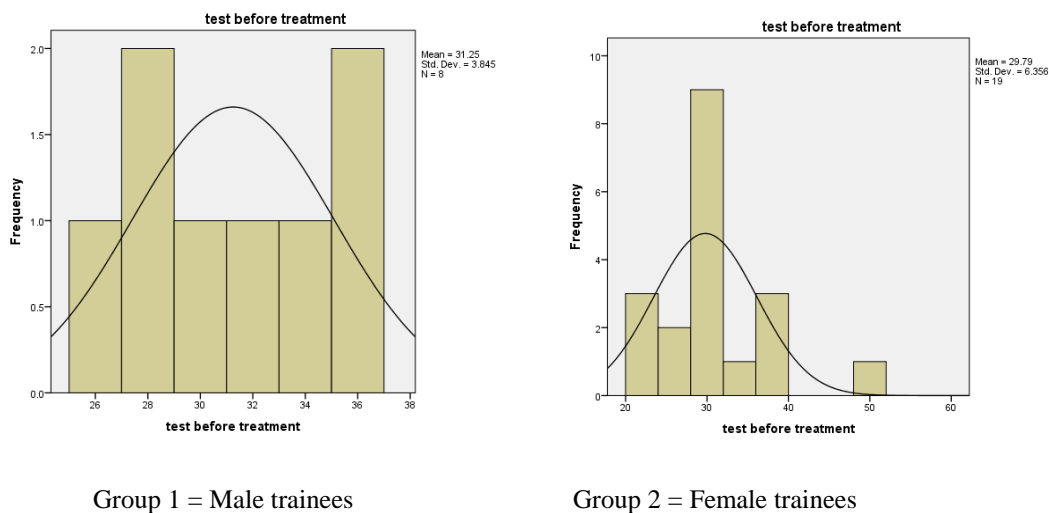 test before treatment
Mean = 31.25
Std. Dev. = 3.845
N = 8
2.0
1.5
1.0
0.5
0.0
Frequency
26 28 30 32 34 36 38
test before treatment
test before treatment
Mean = 29.79
Std. Dev. = 6.356
N = 19
10
8
6
4
2
0
Frequency
20 30 40 50 60
test before treatment
Group 1 = Male trainees
Group 2 = Female trainees